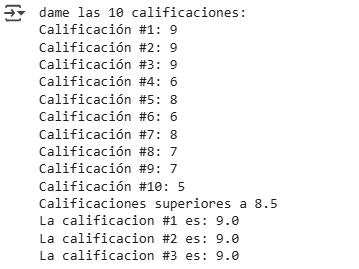 dame las 10 calificaciones:
Calificación #1: 9
Calificación #2: 9
Calificación #3: 9
Calificación #4: 6
Calificación #5: 8
Calificación #6: 6
Calificación #7: 8
Calificación #8: 7
Calificación #9: 7
Calificación #10: 5
Calificaciones superiores a 8.5
La calificacion #1 es: 9.0
La calificacion #2 es: 9.0
La calificacion #3 es: 9.0